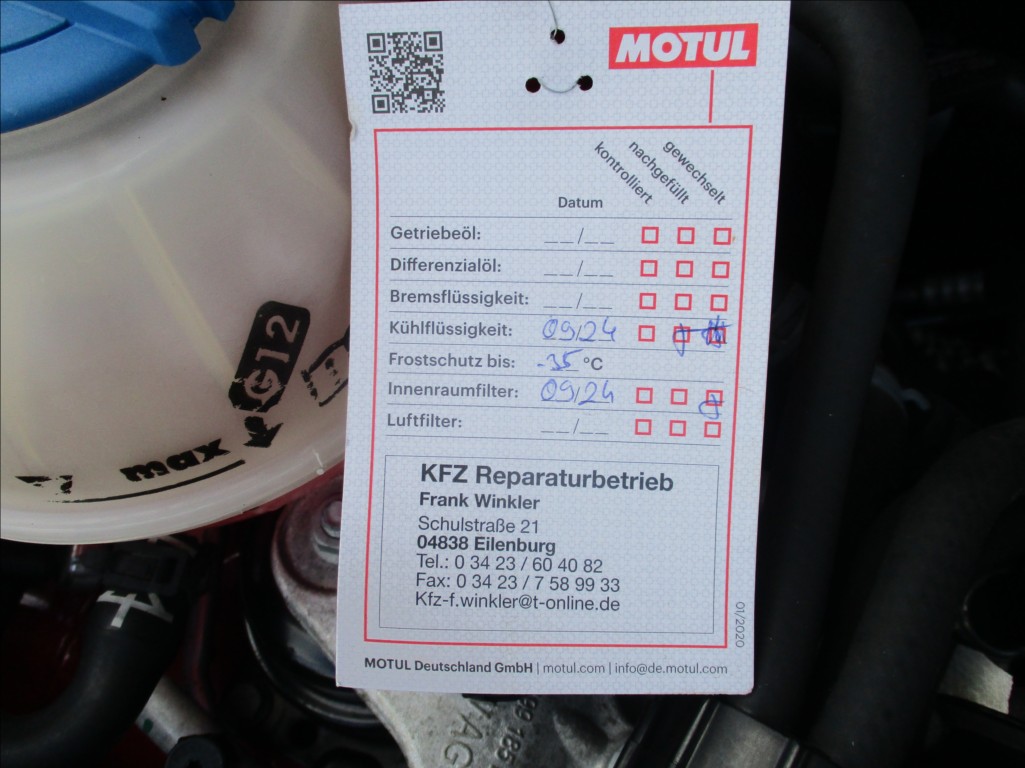 MOTUL
gewechselt
nachgefüllt
kontrolliert
Datum
Getriebeöl: __/__
Differenzialöl: __/__
Bremsflüssigkeit: __/__
Kühlflüssigkeit: 09/24
Frostschutz bis: -35 °C
Innenraumfilter: 09/24
Luftfilter: __/__
KFZ Reparaturbetrieb
Frank Winkler
Schulstraße 21
04838 Eilenburg
Tel.: 0 34 23 / 60 40 82
Fax: 0 34 23 / 7 58 99 33
Kfz-f.winkler@t-online.de
01/2020
MOTUL Deutschland GmbH | motul.com | info@de.motul.com
G12
max